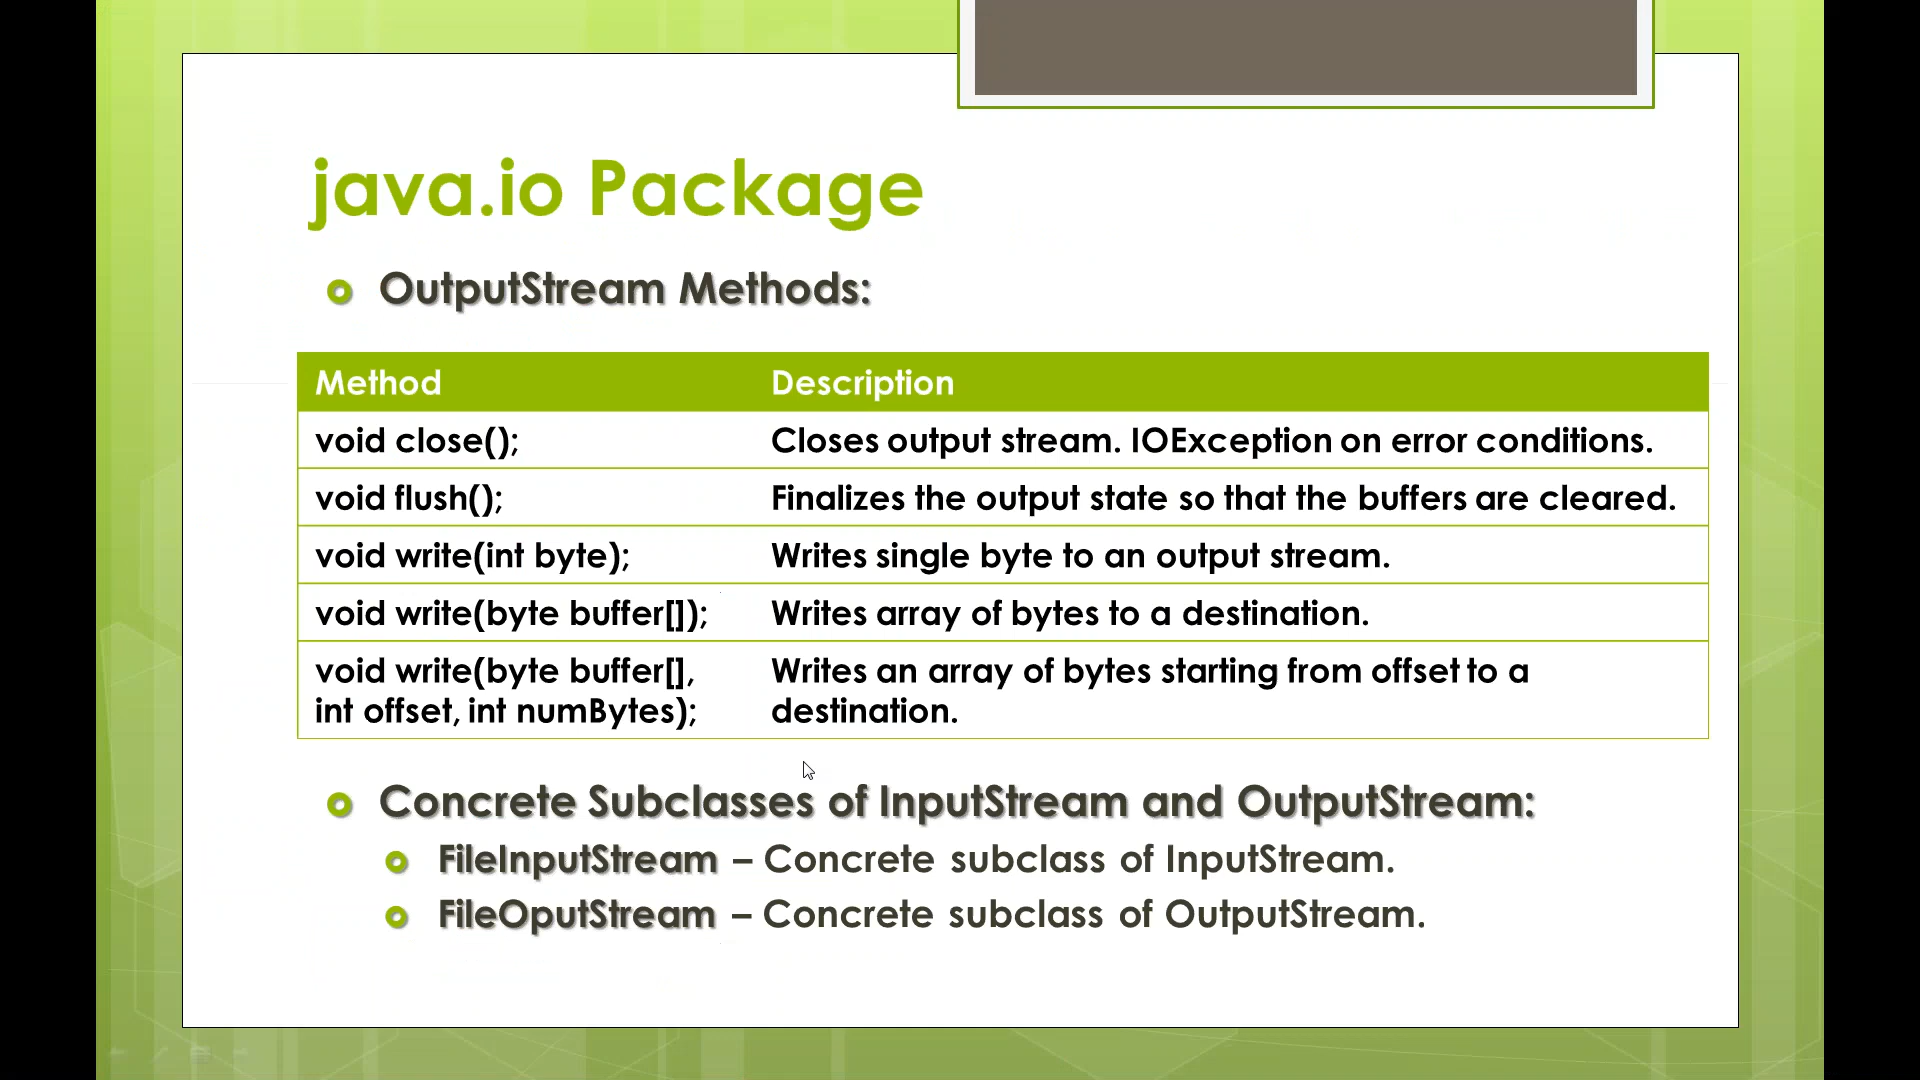 java.io Package
OutputStream Methods:
Method Description
void close(); Closes output stream. IOException on error conditions.
void flush(); Finalizes the output state so that the buffers are cleared.
void write(int byte); Writes single byte to an output stream.
void write(byte buffer[]); Writes array of bytes to a destination.
void write(byte buffer[], Writes an array of bytes starting from offset to a
int offset, int numBytes); destination.
Concrete Subclasses of InputStream and OutputStream:
FileInputStream – Concrete subclass of InputStream.
FileOputStream – Concrete subclass of OutputStream.